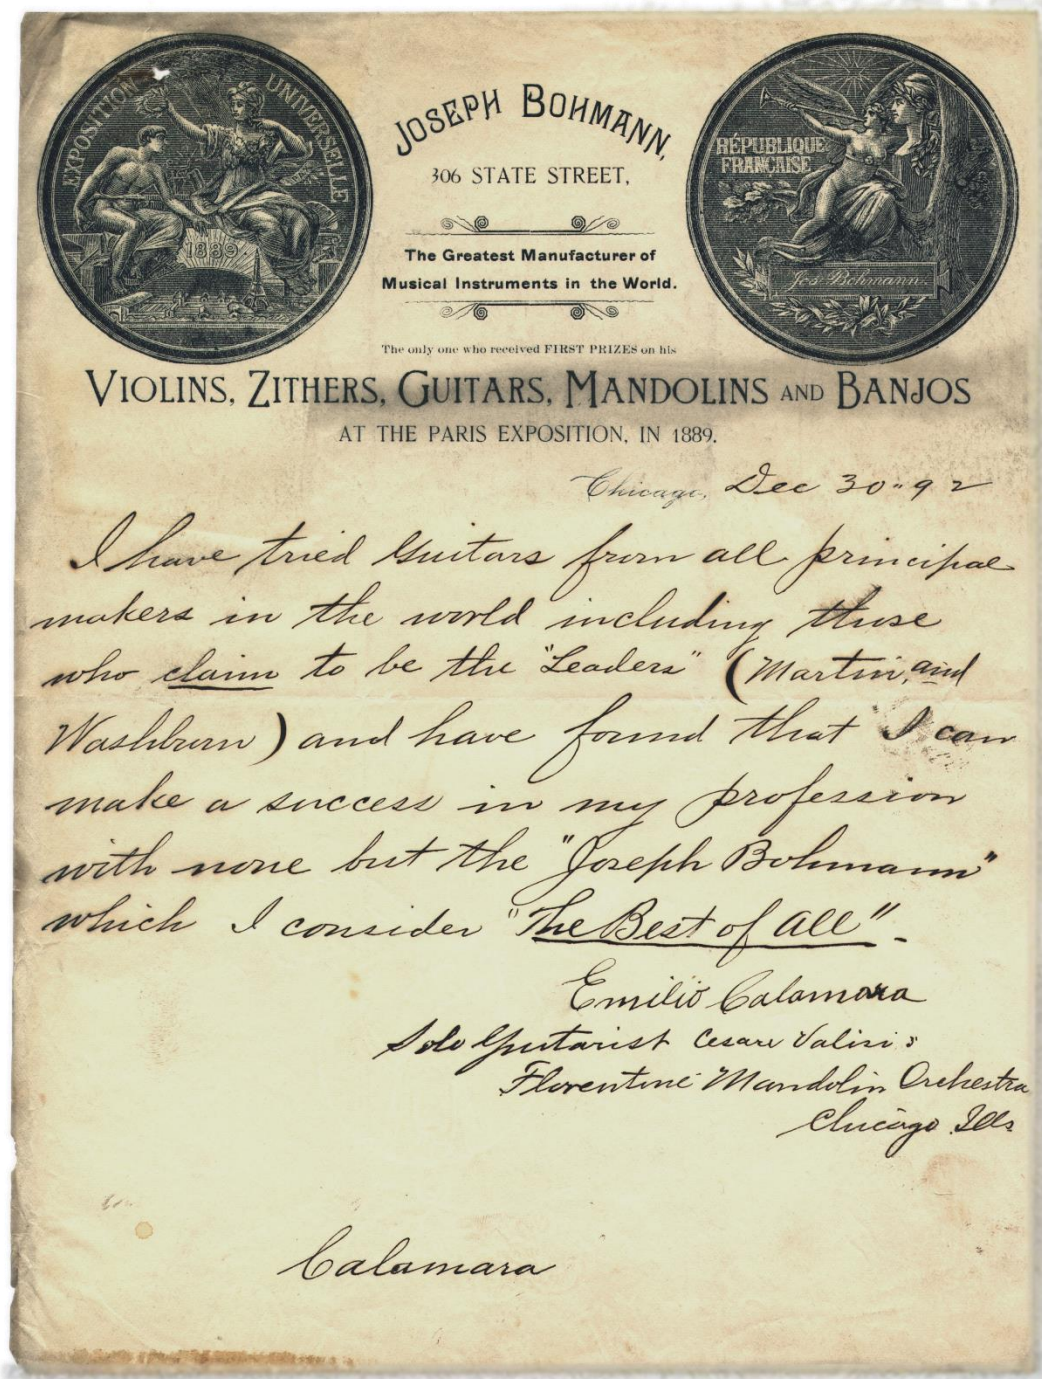 EXPOSITION UNIVERSELLE
1889
JOSEPH BOHMANN,
306 STATE STREET,
The Greatest Manufacturer of
Musical Instruments in the World.
RÉPUBLIQUE
FRANÇAISE
Jos. Bohmann.
The only one who received FIRST PRIZES on his
VIOLINS, ZITHERS, GUITARS, MANDOLINS AND BANJOS
AT THE PARIS EXPOSITION, IN 1889.
Chicago, Dec 30"92
I have tried Guitars from all principal
makers in the world including those
who claim to be the "Leaders" (Martin, and
Washburn) and have found that I can
make a success in my profession
with none but the "Joseph Bohmann"
which I consider "The Best of All".
Emilio Calamara
Solo Guitarist Cesare Valisi's
Florentine Mandolin Orchestra
Chicago Ills
Calamara